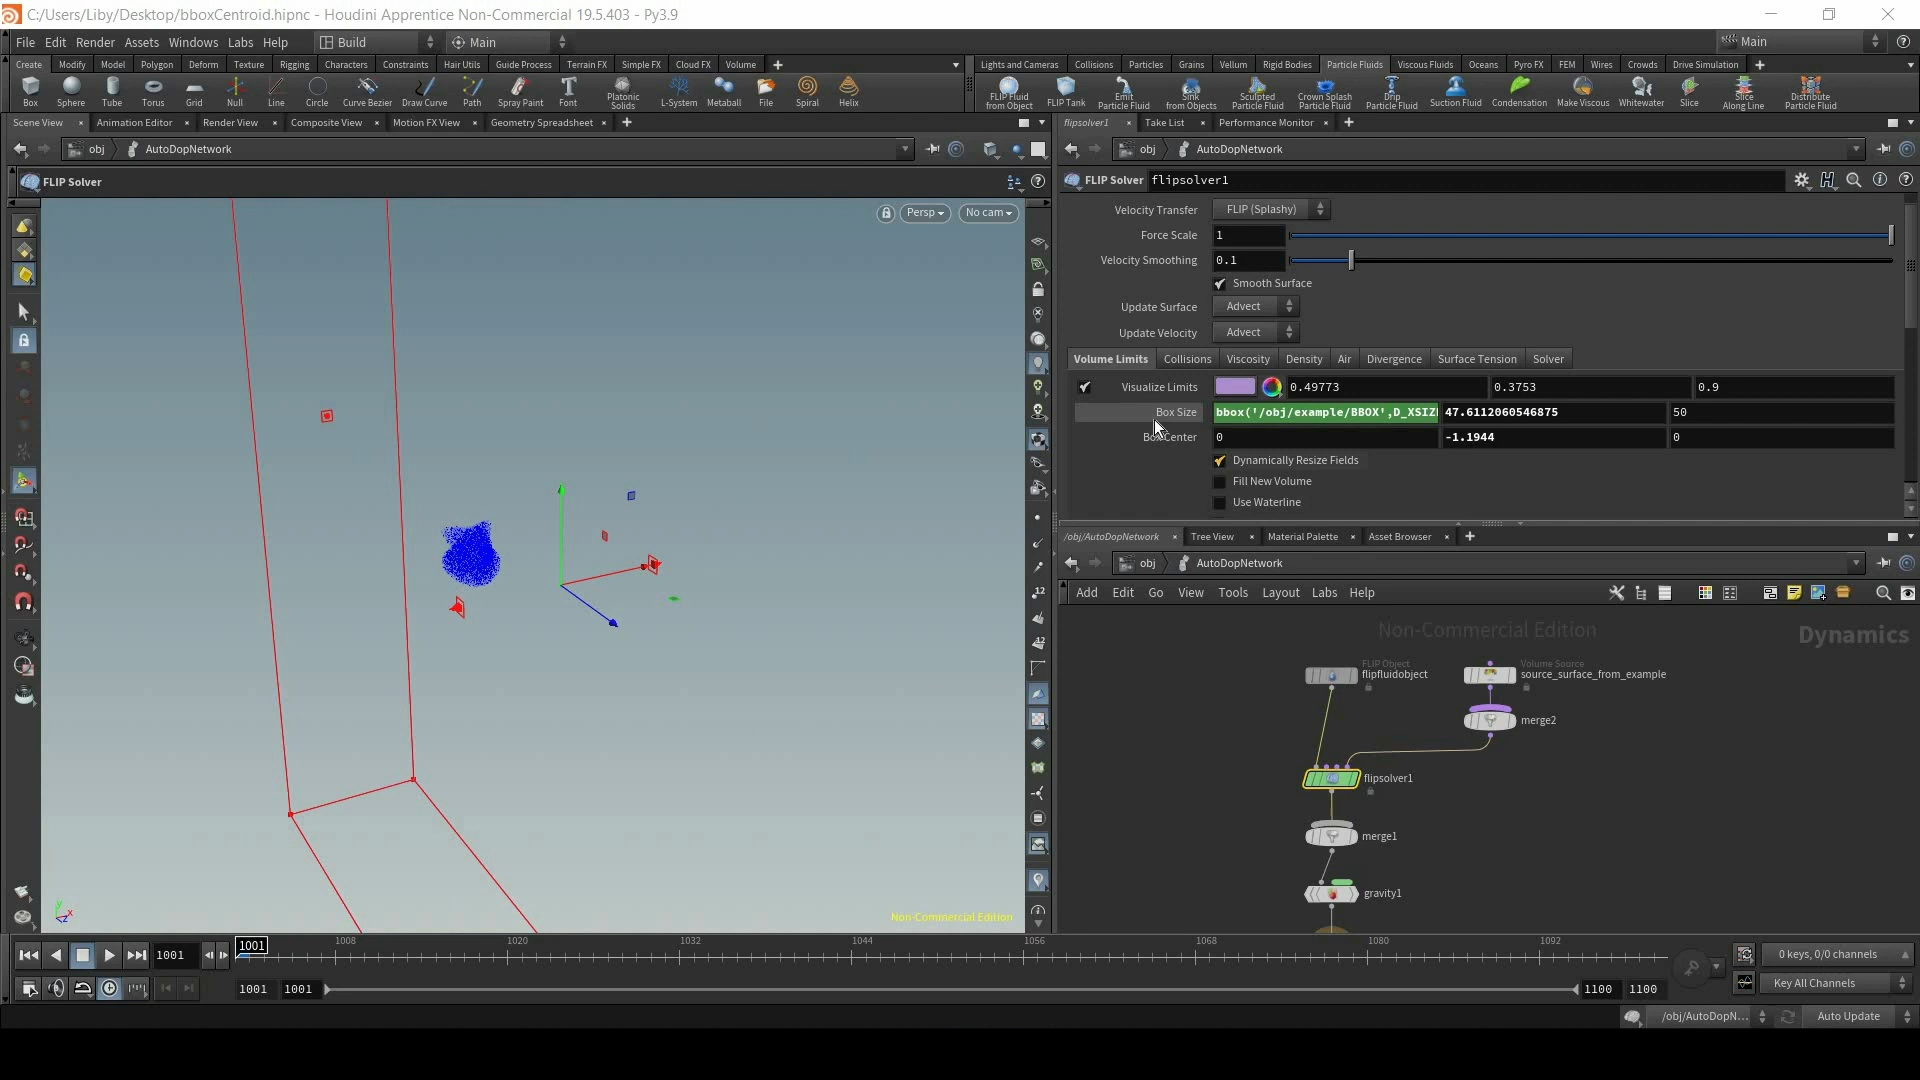 C:/Users/Liby/Desktop/bboxCentroid.hipnc - Houdini Apprentice Non-Commercial 19.5.403 - Py3.9
File Edit Render Assets Windows Labs Help Build Main Main
Create Modify Model Polygon Deform Texture Rigging Characters Constraints Hair Utils Guide Process Terrain FX Simple FX Cloud FX Volume
Lights and Cameras Collisions Particles Grains Vellum Rigid Bodies Particle Fluids Viscous Fluids Oceans Pyro FX FEM Wires Crowds Drive Simulation
Box Sphere Tube Torus Grid Null Line Circle Curve Bezier Draw Curve Path Spray Paint Font Platonic Solids L-System Metaball File Spiral Helix
FLIP Fluid from Object FLIP Tank Emit Particle Fluid Sink from Objects Sculpted Particle Fluid Crown Splash Particle Fluid Drip Particle Fluid Suction Fluid Condensation Make Viscous Whitewater Slice Slice Along Line Distribute Particle Fluid
Scene View Animation Editor Render View Composite View Motion FX View Geometry Spreadsheet
flipsolver1 Take List Performance Monitor
obj AutoDopNetwork
obj AutoDopNetwork
FLIP Solver
FLIP Solver flipsolver1
Persp No cam
Velocity Transfer FLIP (Splashy)
Force Scale 1
Velocity Smoothing 0.1
Smooth Surface
Update Surface Advect
Update Velocity Advect
Volume Limits Collisions Viscosity Density Air Divergence Surface Tension Solver
Visualize Limits 0.49773 0.3753 0.9
Box Size bbox('/obj/example/BBOX',D_XSIZ 47.6112060546875 50
Box Center 0 -1.1944 0
Dynamically Resize Fields
Fill New Volume
Use Waterline
/obj/AutoDopNetwork Tree View Material Palette Asset Browser
obj AutoDopNetwork
Add Edit Go View Tools Layout Labs Help
Non-Commercial Edition Dynamics
FLIP Object
flipfluidobject
Volume Source
source_surface_from_example
merge2
flipsolver1
merge1
gravity1
Non-Commercial Edition
y x z
1001 1001 1008 1020 1032 1044 1056 1068 1080 1092
0 keys, 0/0 channels
1001 1001 1100 1100
Key All Channels
/obj/AutoDopN... Auto Update